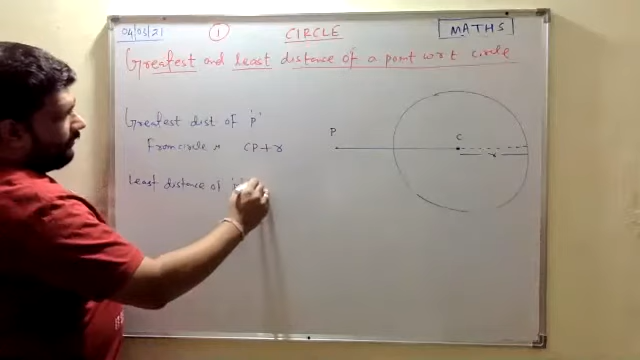 04/05/21
1
CIRCLE
MATHS
Greatest and least distance of a point wrt circle
Greatest dist of 'P'
From circle = CP+r
Least distance of
P
C
r